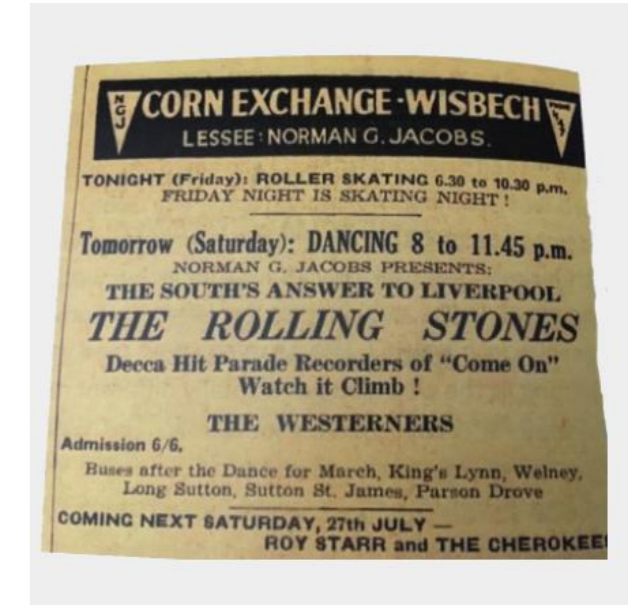 NGJ CORN EXCHANGE-WISBECH
LESSEE: NORMAN G. JACOBS.
TONIGHT (Friday): ROLLER SKATING 6.30 to 10.30 p.m.
FRIDAY NIGHT IS SKATING NIGHT !
Tomorrow (Saturday): DANCING 8 to 11.45 p.m.
NORMAN G. JACOBS PRESENTS:
THE SOUTH'S ANSWER TO LIVERPOOL
THE ROLLING STONES
Decca Hit Parade Recorders of "Come On"
Watch it Climb !
THE WESTERNERS
Admission 6/6.
Buses after the Dance for March, King's Lynn, Welney,
Long Sutton, Sutton St. James, Parson Drove
COMING NEXT SATURDAY, 27th JULY —
ROY STARR and THE CHEROKEE